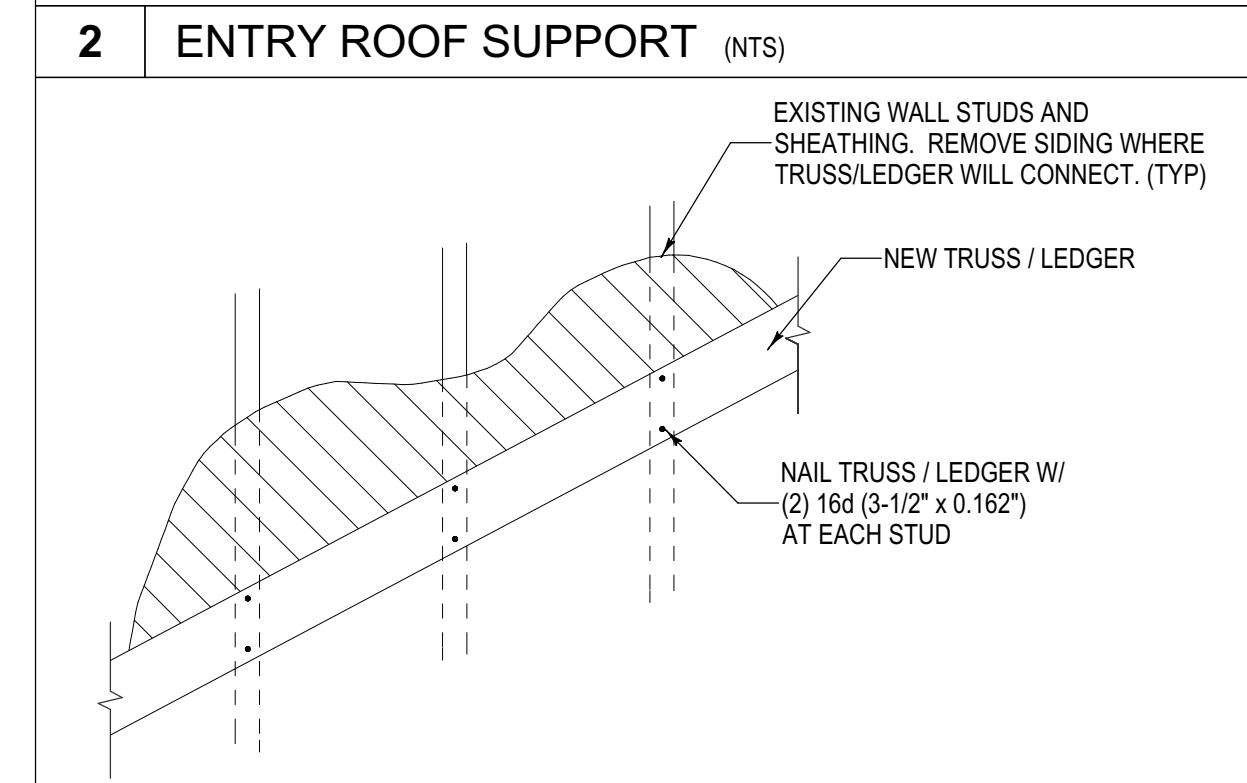 2 ENTRY ROOF SUPPORT (NTS)
EXISTING WALL STUDS AND
SHEATHING. REMOVE SIDING WHERE
TRUSS/LEDGER WILL CONNECT. (TYP)
NEW TRUSS / LEDGER
NAIL TRUSS / LEDGER W/
(2) 16d (3-1/2" x 0.162")
AT EACH STUD